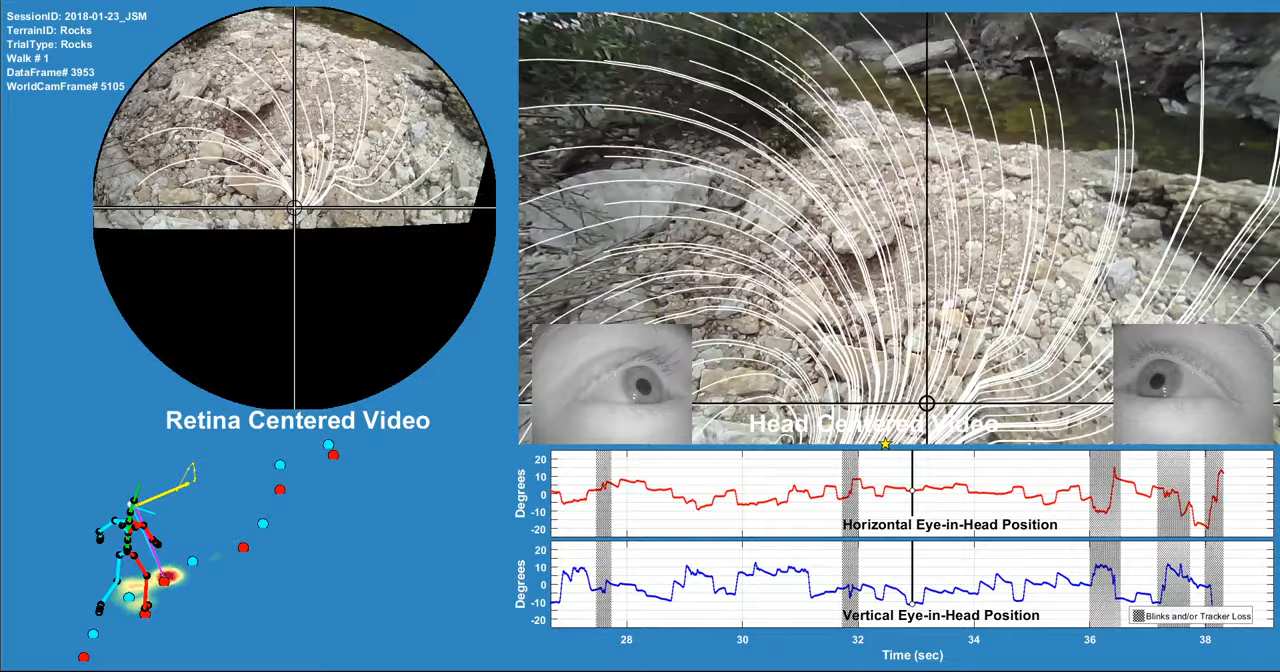 SessionID: 2018-01-23_JSM
TerrainID: Rocks
TrialType: Rocks
Walk # 1
DataFrame# 3953
WorldCamFrame# 5105
Retina Centered Video
Head Centered Video
Degrees
20
10
0
-10
-20
Horizontal Eye-in-Head Position
Degrees
20
10
0
-10
-20
Vertical Eye-in-Head Position
Blinks and/or Tracker Loss
28 30 32 34 36 38
Time (sec)